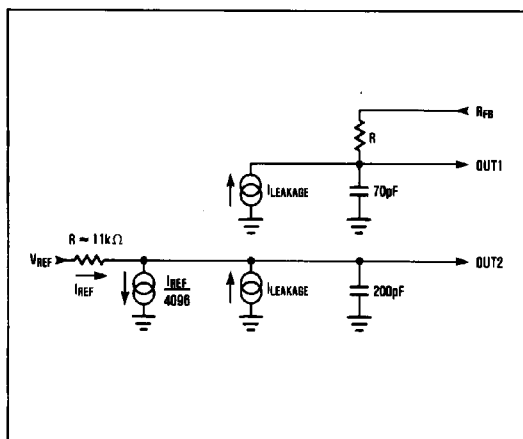 RFB
R
OUT1
ILEAKAGE
70pF
R ≈ 11kΩ
VREF
OUT2
IREF
IREF
4096
ILEAKAGE
200pF